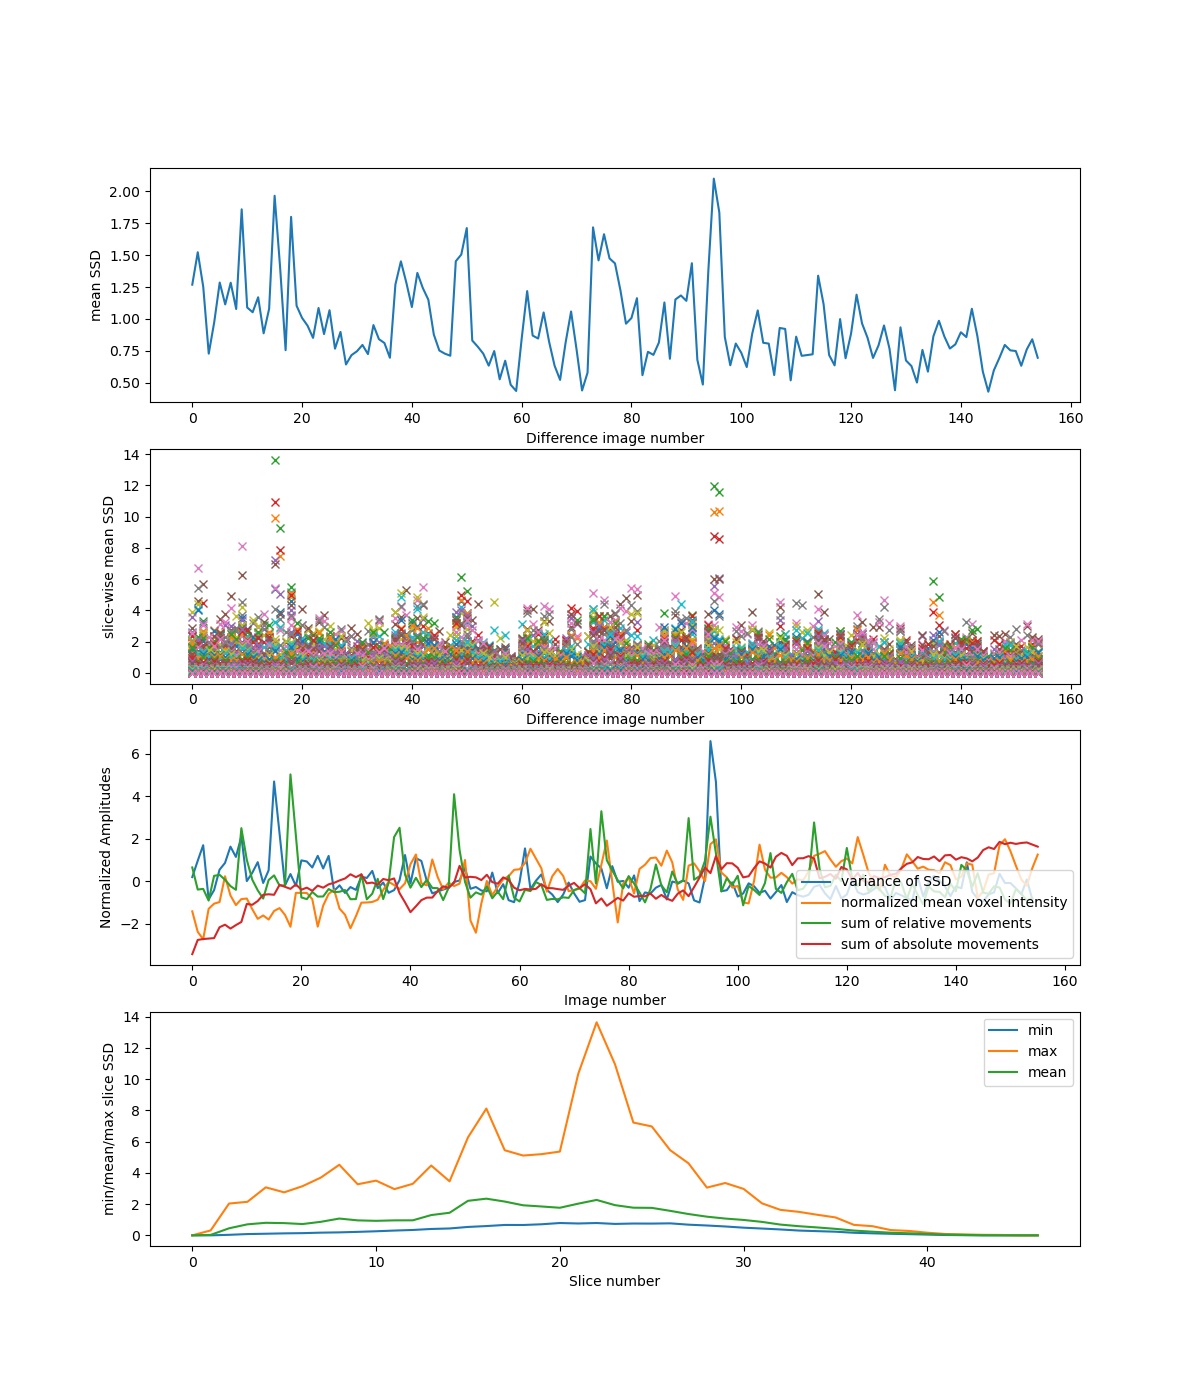 mean SSD
2.00
1.75
1.50
1.25
1.00
0.75
0.50
0 20 40 60 80 100 120 140 160
Difference image number
slice-wise mean SSD
14
12
10
8
6
4
2
0
0 20 40 60 80 100 120 140 160
Difference image number
Normalized Amplitudes
6
4
2
0
−2
variance of SSD
normalized mean voxel intensity
sum of relative movements
sum of absolute movements
0 20 40 60 80 100 120 140 160
Image number
min/mean/max slice SSD
14
12
10
8
6
4
2
0
min
max
mean
0 10 20 30 40
Slice number